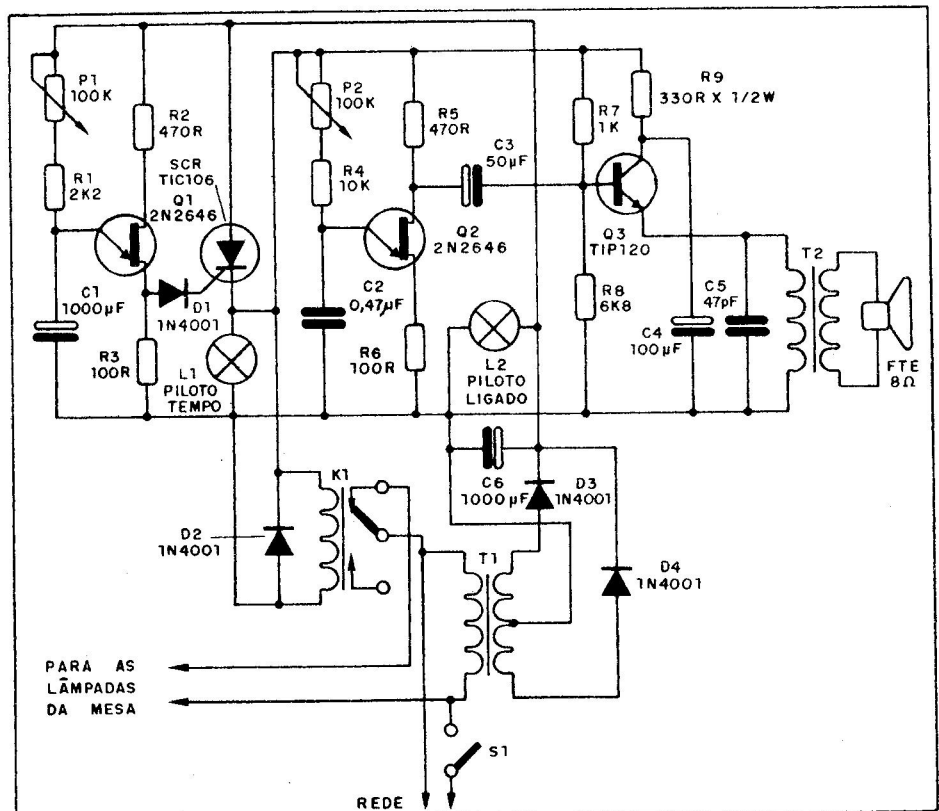 P1
100K
R1
2K2
C1
1000µF
R2
470R
SCR
TIC106
Q1
2N2646
D1
1N4001
R3
100R
L1
PILOTO
TEMPO
P2
100K
R4
10K
C2
0,47µF
R5
470R
Q2
2N2646
R6
100R
C3
50µF
L2
PILOTO
LIGADO
R7
1K
R8
6K8
R9
330R X 1/2W
Q3
TIP120
C4
100µF
C5
47pF
T2
FTE
8Ω
C6
1000µF
D3
1N4001
D4
1N4001
D2
1N4001
K1
T1
PARA AS
LÂMPADAS
DA MESA
S1
REDE